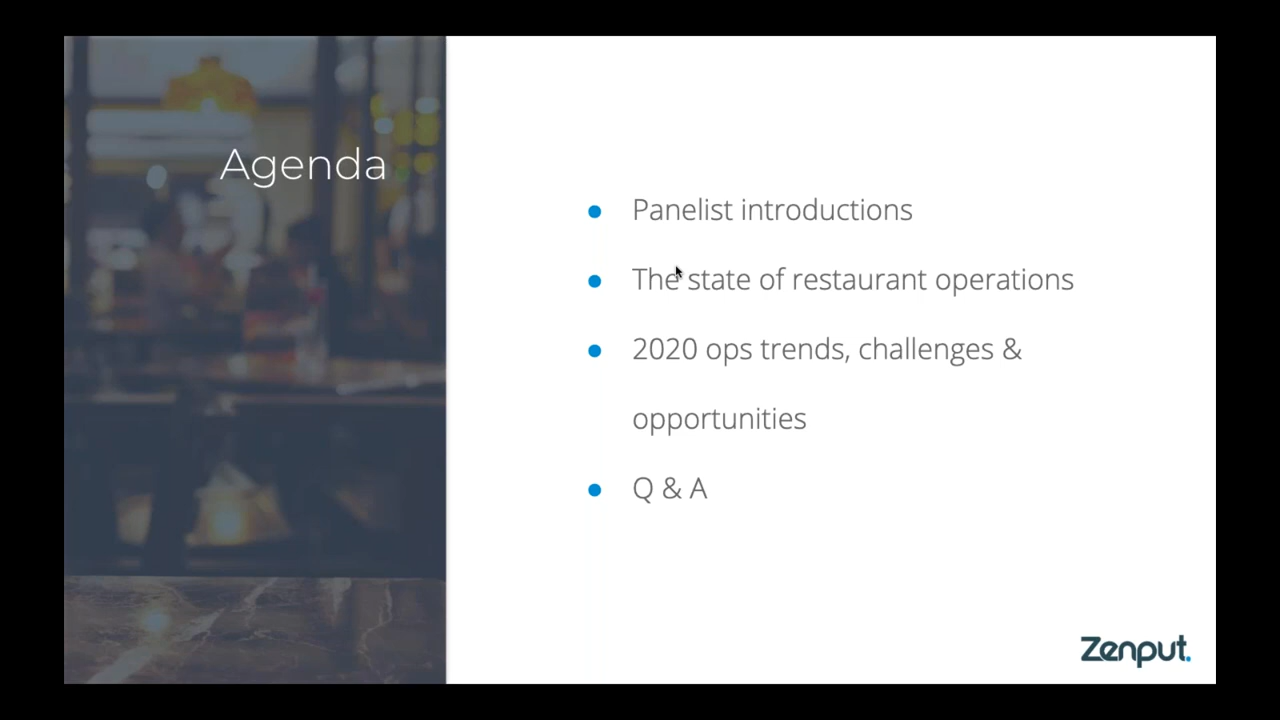 Agenda
Panelist introductions
The state of restaurant operations
2020 ops trends, challenges &
opportunities
Q & A
Zenput.